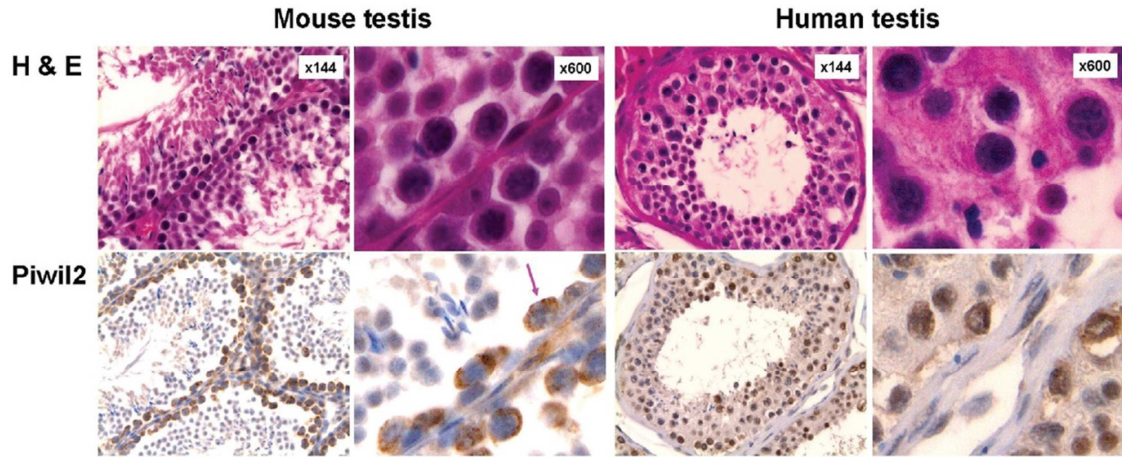 Mouse testis
Human testis
H & E
x144
x600
x144
x600
Piwil2